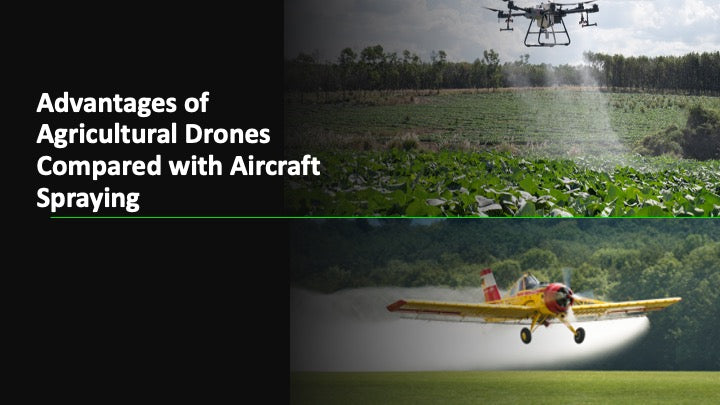 Advantages of
Agricultural Drones
Compared with Aircraft
Spraying